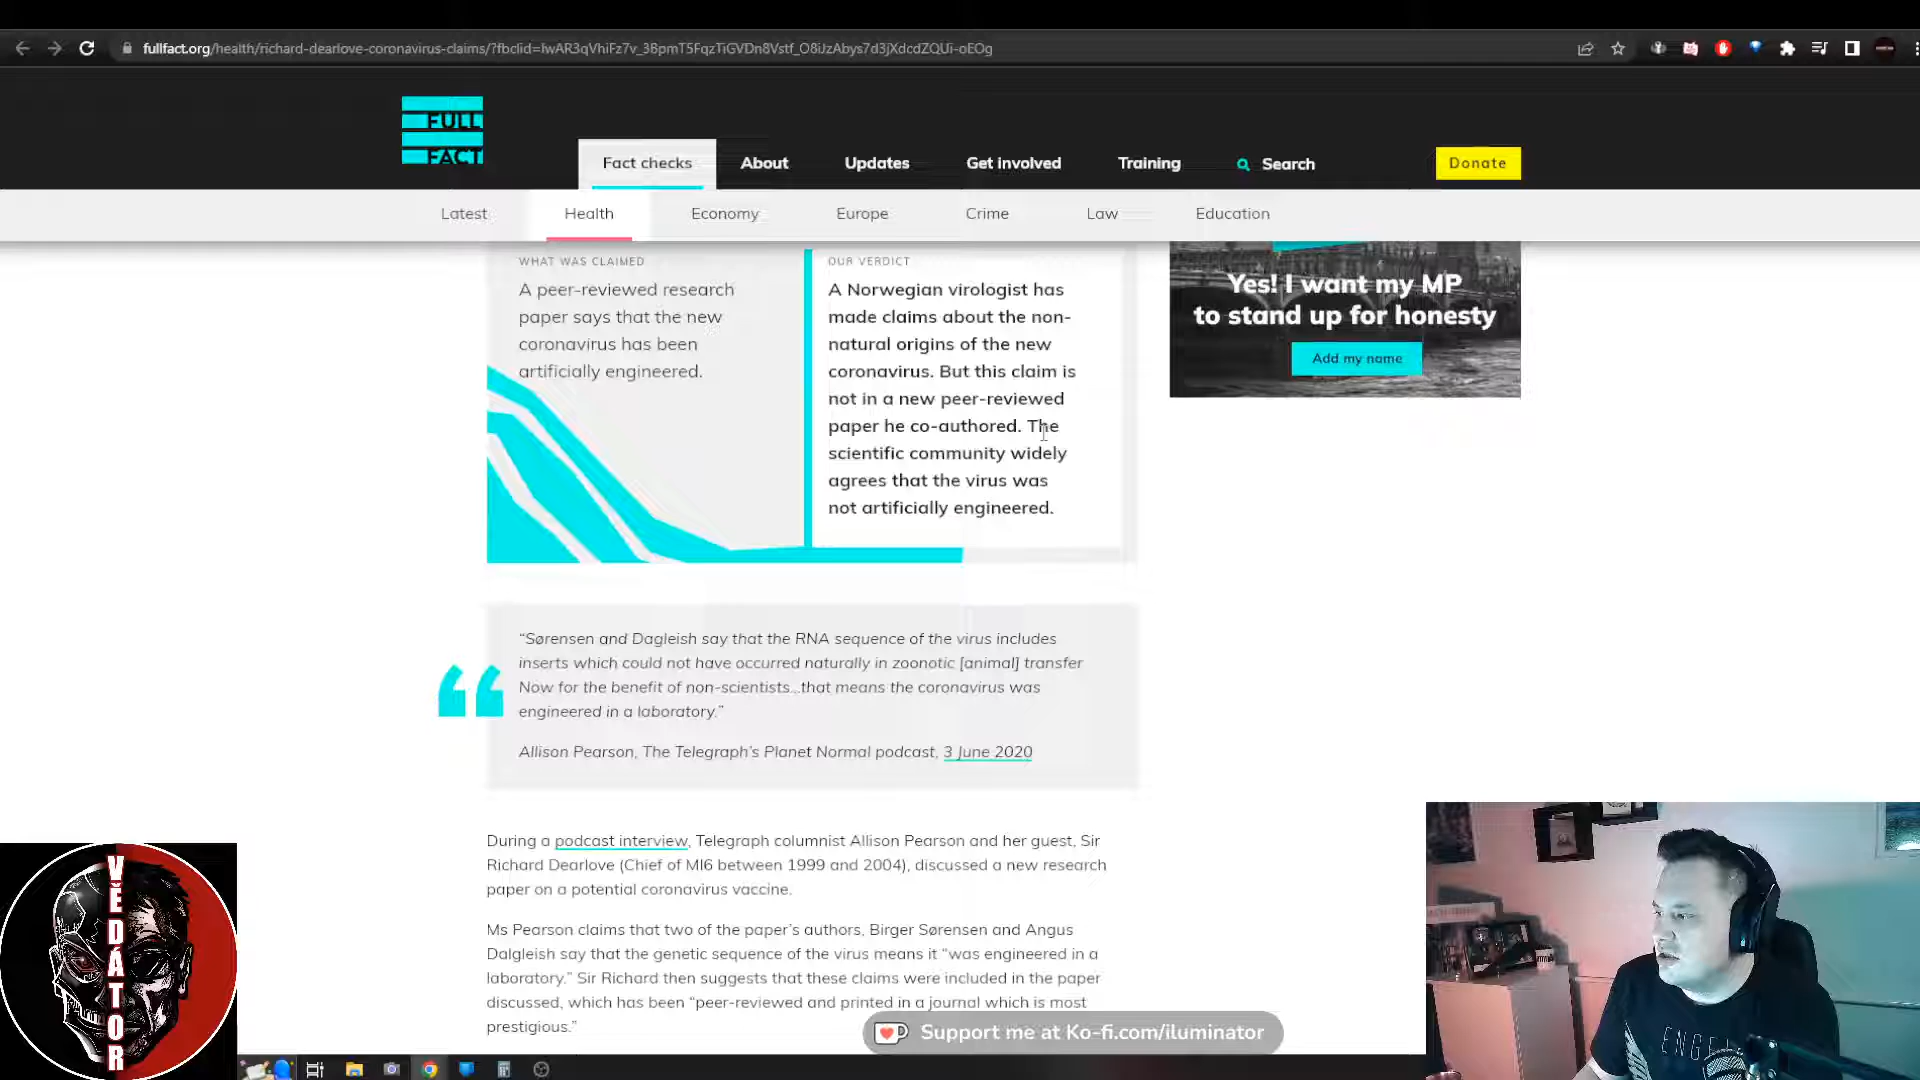 fullfact.org/health/richard-dearlove-coronavirus-claims/?fbclid=IwAR3qVhiFz7v_3BpmT5FqzTiGVDn8Vstf_O8iJzAbys7d3jXdcdZQUi-oEOg
FULL
FACT
Fact checks
About
Updates
Get involved
Training
Search
Donate
Latest
Health
Economy
Europe
Crime
Law
Education
WHAT WAS CLAIMED
A peer-reviewed research
paper says that the new
coronavirus has been
artificially engineered.
OUR VERDICT
A Norwegian virologist has
made claims about the non-
natural origins of the new
coronavirus. But this claim is
not in a new peer-reviewed
paper he co-authored. The
scientific community widely
agrees that the virus was
not artificially engineered.
Yes! I want my MP
to stand up for honesty
Add my name
“Sørensen and Dagleish say that the RNA sequence of the virus includes
inserts which could not have occurred naturally in zoonotic [animal] transfer
Now for the benefit of non-scientists...that means the coronavirus was
engineered in a laboratory.”
Allison Pearson, The Telegraph’s Planet Normal podcast, 3 June 2020
During a podcast interview, Telegraph columnist Allison Pearson and her guest, Sir
Richard Dearlove (Chief of MI6 between 1999 and 2004), discussed a new research
paper on a potential coronavirus vaccine.
Ms Pearson claims that two of the paper’s authors, Birger Sørensen and Angus
Dalgleish say that the genetic sequence of the virus means it “was engineered in a
laboratory.” Sir Richard then suggests that these claims were included in the paper
discussed, which has been “peer-reviewed and printed in a journal which is most
prestigious.”
VĚDÁTOR
Support me at Ko-fi.com/iluminator